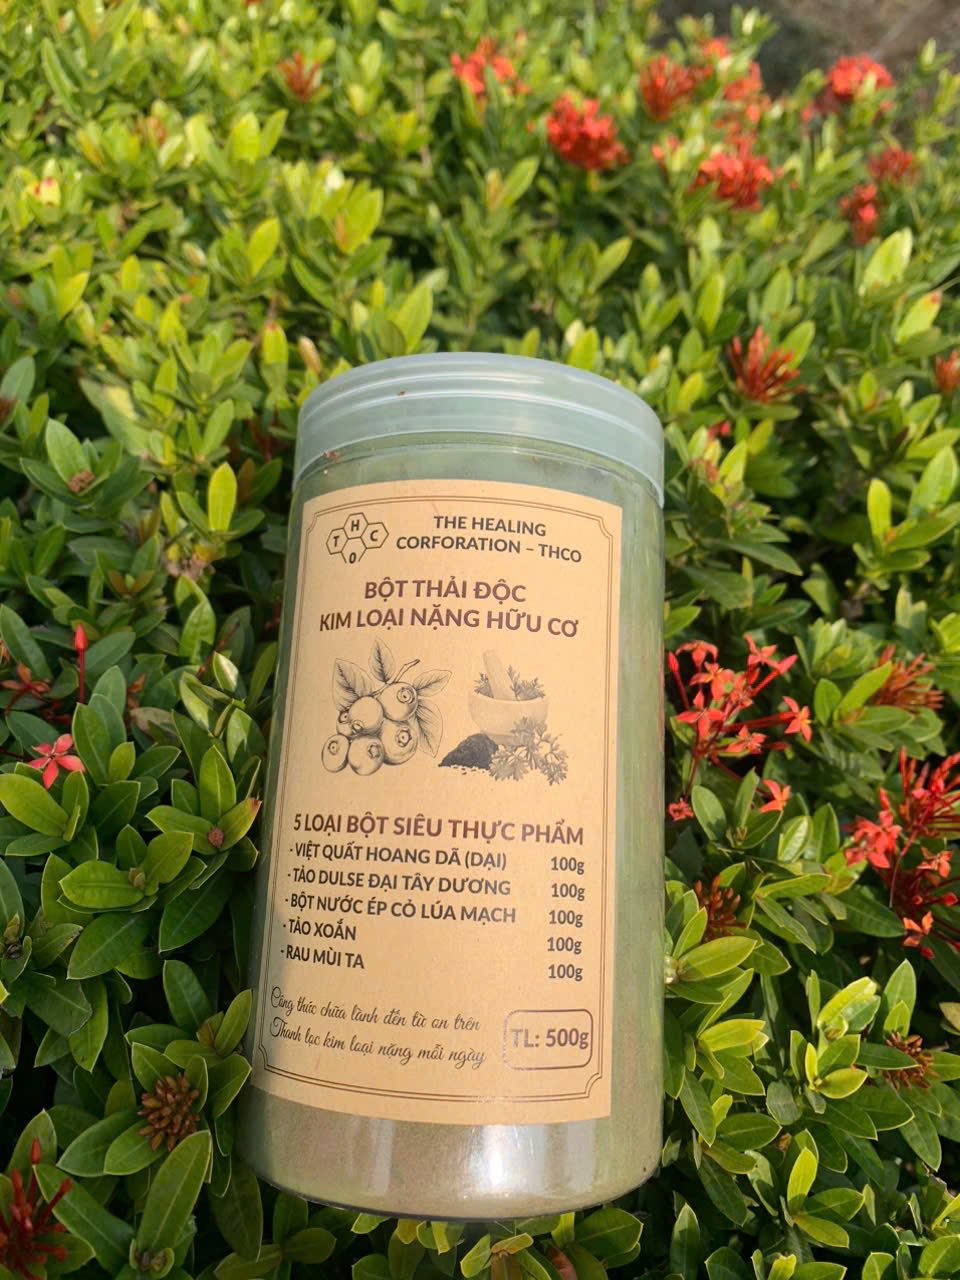 H
T C
O
THE HEALING
CORFORATION – THCO
BỘT THẢI ĐỘC
KIM LOẠI NẶNG HỮU CƠ
5 LOẠI BỘT SIÊU THỰC PHẨM
- VIỆT QUẤT HOANG DÃ (DẠI) 100g
- TẢO DULSE ĐẠI TÂY DƯƠNG 100g
- BỘT NƯỚC ÉP CỎ LÚA MẠCH 100g
- TẢO XOẮN 100g
- RAU MÙI TA 100g
Công thức chữa lành đến từ ơn trên
Thanh lọc kim loại nặng mỗi ngày
TL: 500g